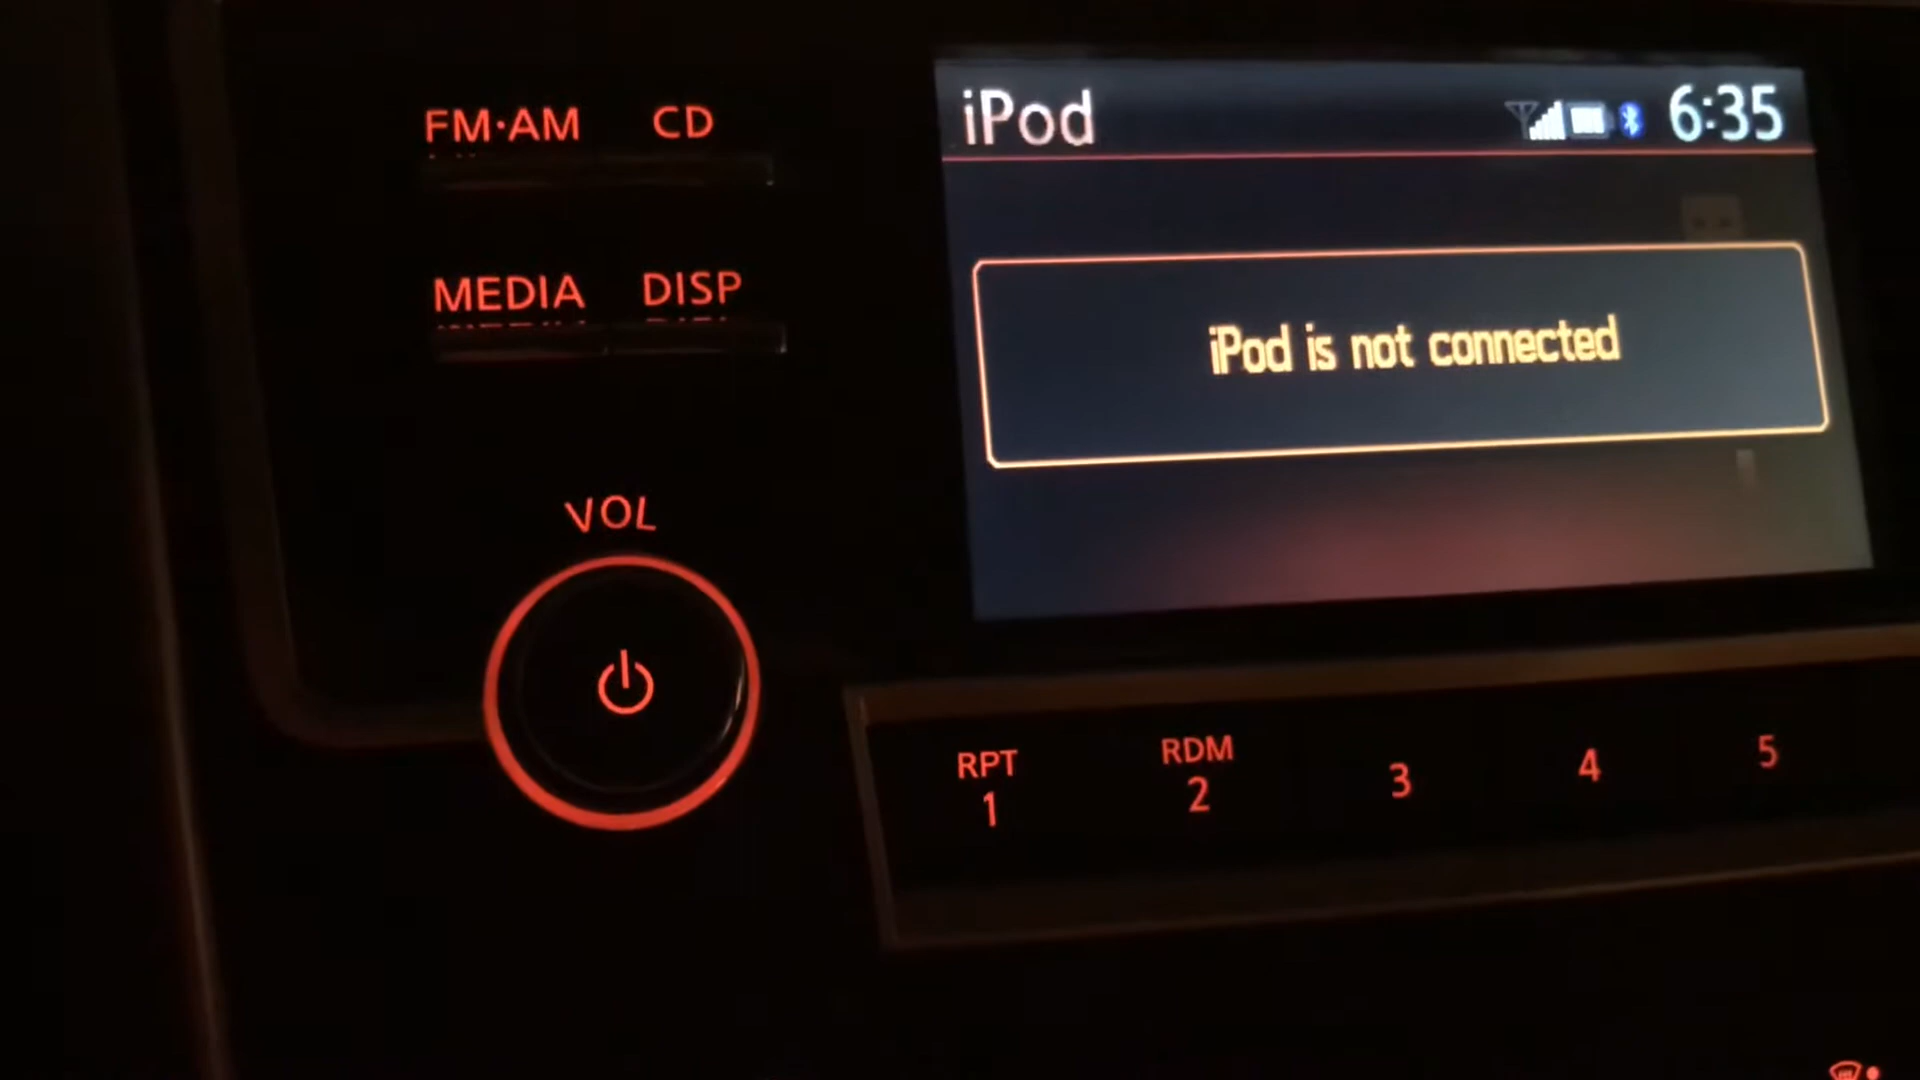 FM·AM CD
MEDIA DISP
VOL
iPod 6:35
iPod is not connected
RPT RDM
1 2 3 4 5